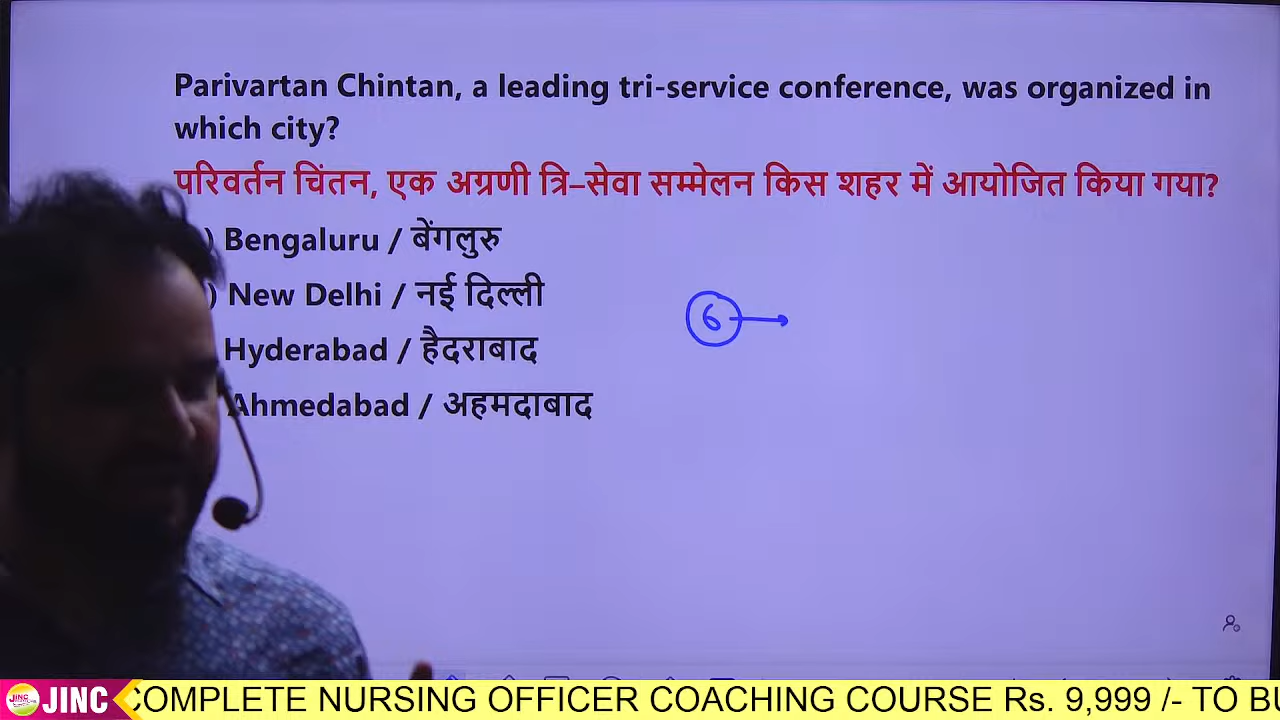 Parivartan Chintan, a leading tri-service conference, was organized in
which city?
परिवर्तन चिंतन, एक अग्रणी त्रि–सेवा सम्मेलन किस शहर में आयोजित किया गया?
) Bengaluru / बेंगलुरु
) New Delhi / नई दिल्ली
Hyderabad / हैदराबाद
Ahmedabad / अहमदाबाद
6
JINC JINC COMPLETE NURSING OFFICER COACHING COURSE Rs. 9,999 /- TO BU